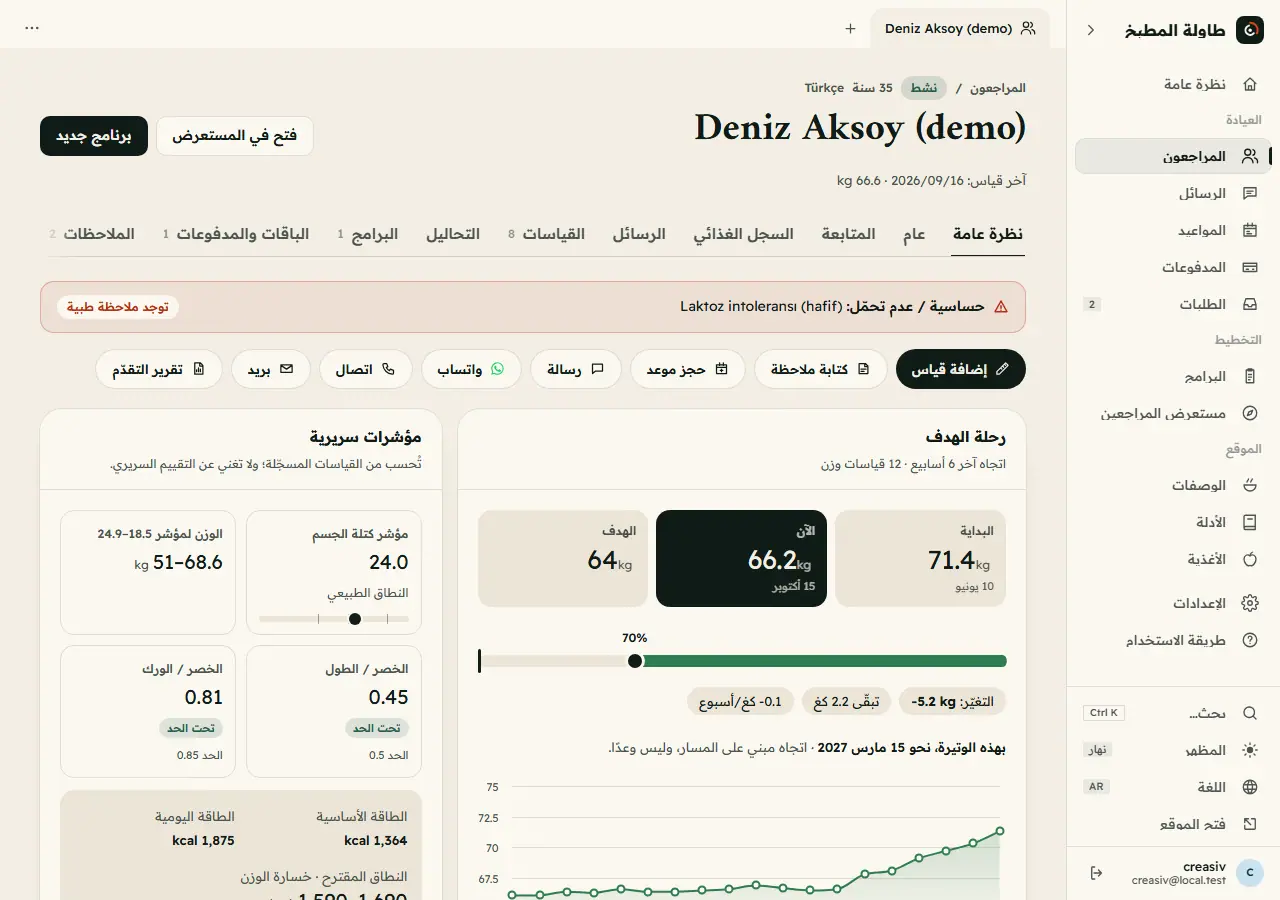 طاولة المطبخ
نظرة عامة
العيادة
المراجعون
الرسائل
المواعيد
المدفوعات
الطلبات 2
التخطيط
البرامج
مستعرض المراجعين
الموقع
الوصفات
الأدلة
الأغذية
الإعدادات
طريقة الاستخدام
بحث... Ctrl K
المظهر نهار
اللغة AR
فتح الموقع
C creasiv
creasiv@local.test
Deniz Aksoy (demo) + ...
المراجعون / نشط 35 سنة Türkçe
Deniz Aksoy (demo)
فتح في المستعرض برنامج جديد
آخر قياس: 2026/09/16 · 66.6 kg
نظرة عامة عام المتابعة السجل الغذائي الرسائل القياسات 8 التحاليل البرامج 1 الباقات والمدفوعات 1 الملاحظات 2
حساسية / عدم تحمّل: Laktoz intoleransı (hafif) توجد ملاحظة طبية
إضافة قياس كتابة ملاحظة حجز موعد رسالة واتساب اتصال بريد تقرير التقدّم
رحلة الهدف
اتجاه آخر 6 أسابيع · 12 قياسات وزن
البداية
71.4kg
10 يونيو
الآن
66.2kg
15 أكتوبر
الهدف
64kg
70%
التغيّر: -5.2 kg تبقّى 2.2 كغ -0.1 كغ/أسبوع
بهذه الوتيرة، نحو 15 مارس 2027 · اتجاه مبني على المسار، وليس وعدًا.
75
72.5
70
67.5
مؤشرات سريرية
تُحسب من القياسات المسجّلة؛ ولا تغني عن التقييم السريري.
مؤشر كتلة الجسم
24.0
النطاق الطبيعي
الوزن لمؤشر 18.5–24.9
51–68.6 kg
الخصر / الطول
0.45
تحت الحد
الحد 0.5
الخصر / الورك
0.81
تحت الحد
الحد 0.85
الطاقة الأساسية
1,364 kcal
الطاقة اليومية
1,875 kcal
النطاق المقترح · خسارة الوزن